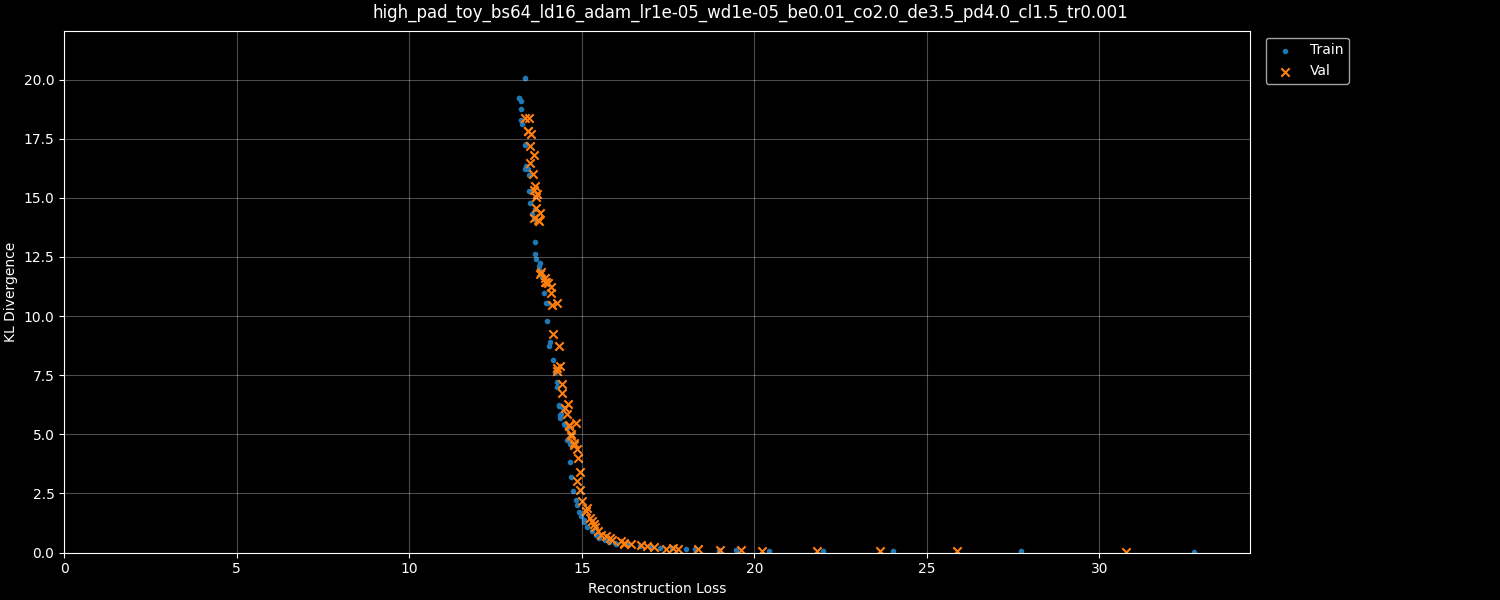 high_pad_toy_bs64_ld16_adam_lr1e-05_wd1e-05_be0.01_co2.0_de3.5_pd4.0_cl1.5_tr0.001
Train
Val
KL Divergence
20.0
17.5
15.0
12.5
10.0
7.5
5.0
2.5
0.0
0 5 10 15 20 25 30
Reconstruction Loss